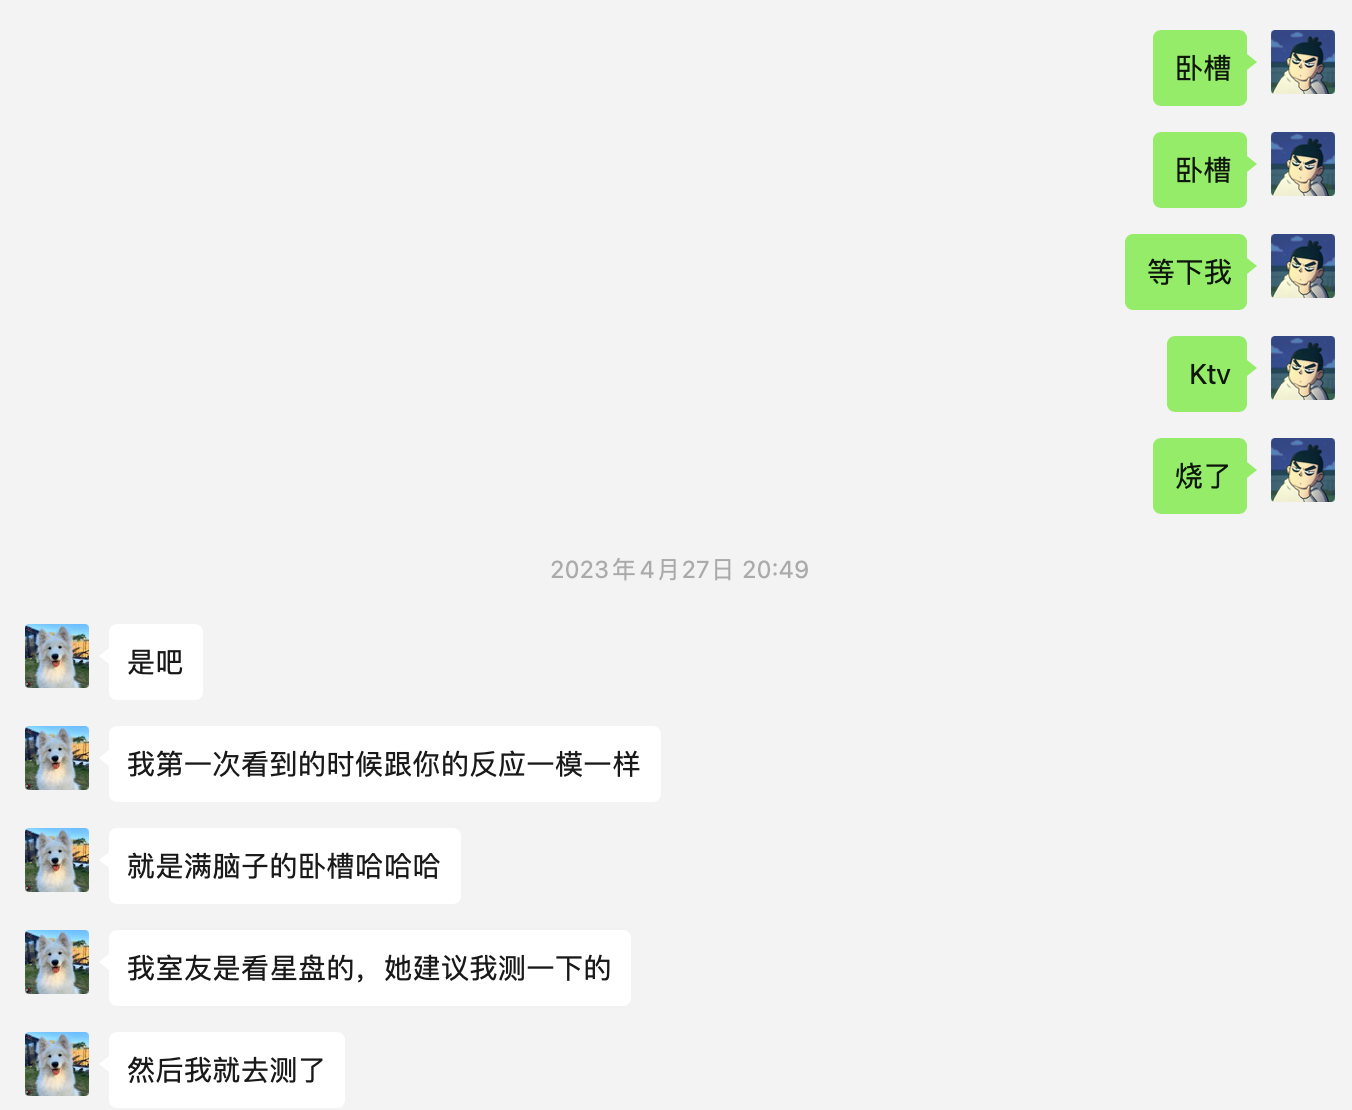 卧槽
卧槽
等下我
Ktv
烧了
2023年4月27日 20:49
是吧
我第一次看到的时候跟你的反应一模一样
就是满脑子的卧槽哈哈哈
我室友是看星盘的，她建议我测一下的
然后我就去测了